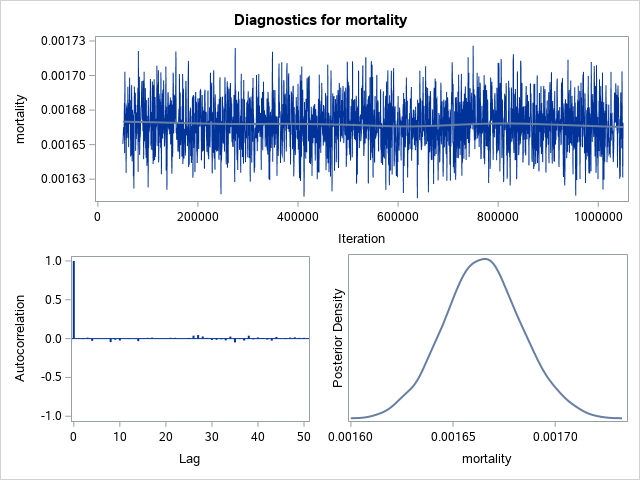 Diagnostics for mortality
0.00173
0.00170
0.00168
0.00165
0.00163
mortality
0 200000 400000 600000 800000 1000000
Iteration
1.0
0.5
0.0
-0.5
-1.0
Autocorrelation
0 10 20 30 40 50
Lag
Posterior Density
0.00160 0.00165 0.00170
mortality